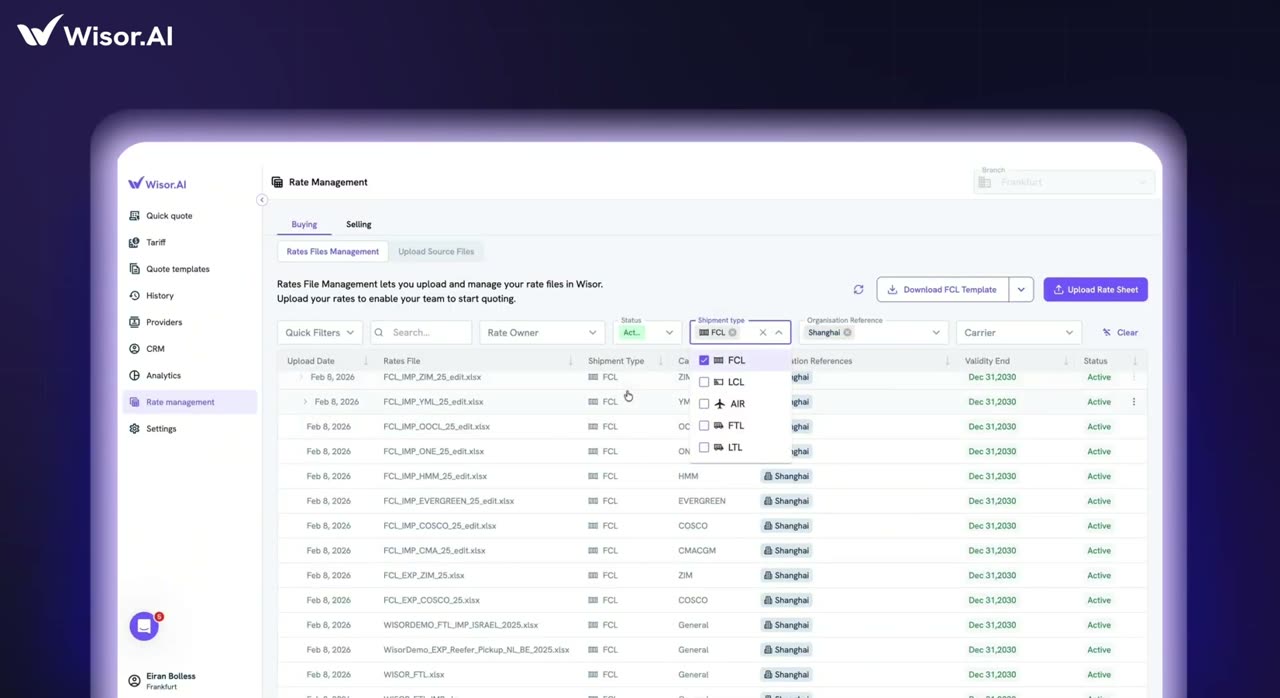 Wisor.AI
Wisor.AI
Quick quote
Tariff
Quote templates
History
Providers
CRM
Analytics
Rate management
Settings
5
Eiran Bolless
Frankfurt
Rate Management
Branch
Frankfurt
Buying
Selling
Rates Files Management
Upload Source Files
Rates File Management lets you upload and manage your rate files in Wisor.
Upload your rates to enable your team to start quoting.
Download FCL Template
Upload Rate Sheet
Quick Filters
Search...
Rate Owner
Status
Act...
Shipment type
FCL
Organisation Reference
Shanghai
Carrier
Clear
FCL
LCL
AIR
FTL
LTL
Upload Date Rates File Shipment Type Ca ion References Validity End Status
Feb 8, 2026 FCL_IMP_ZIM_25_edit.xlsx FCL ZIM ghai Dec 31,2030 Active
Feb 8, 2026 FCL_IMP_YML_25_edit.xlsx FCL YM ghai Dec 31,2030 Active
Feb 8, 2026 FCL_IMP_OOCL_25_edit.xlsx FCL OO ghai Dec 31,2030 Active
Feb 8, 2026 FCL_IMP_ONE_25_edit.xlsx FCL ON ghai Dec 31,2030 Active
Feb 8, 2026 FCL_IMP_HMM_25_edit.xlsx FCL HMM Shanghai Dec 31,2030 Active
Feb 8, 2026 FCL_IMP_EVERGREEN_25_edit.xlsx FCL EVERGREEN Shanghai Dec 31,2030 Active
Feb 8, 2026 FCL_IMP_COSCO_25_edit.xlsx FCL COSCO Shanghai Dec 31,2030 Active
Feb 8, 2026 FCL_IMP_CMA_25_edit.xlsx FCL CMACGM Shanghai Dec 31,2030 Active
Feb 8, 2026 FCL_EXP_ZIM_25.xlsx FCL ZIM Shanghai Dec 31,2030 Active
Feb 8, 2026 FCL_EXP_COSCO_25.xlsx FCL COSCO Shanghai Dec 31,2030 Active
Feb 8, 2026 WISORDEMO_FTL_IMP_ISRAEL_2025.xlsx FCL General Shanghai Dec 31,2030 Active
Feb 8, 2026 WisorDemo_EXP_Reefer_Pickup_NL_BE_2025.xlsx FCL General Shanghai Dec 31,2030 Active
Feb 8, 2026 WISOR_FTL.xlsx FCL General Shanghai Dec 31,2030 Active